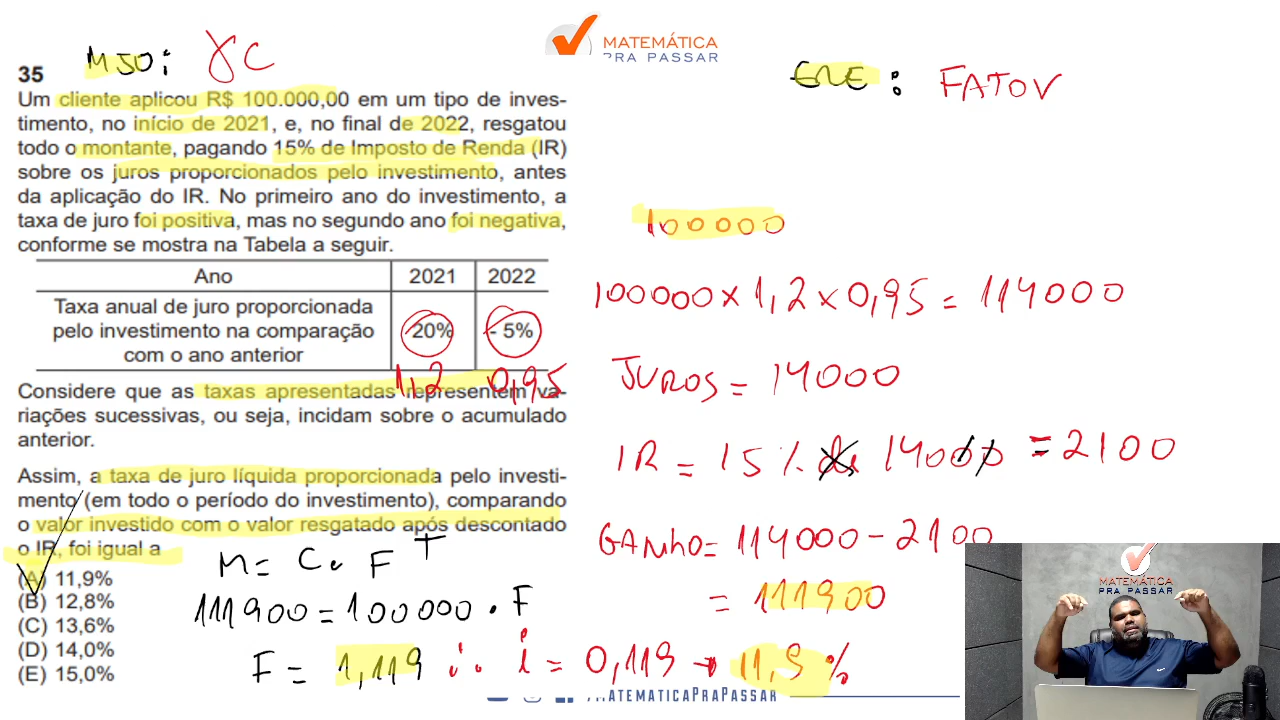 MATEMÁTICA
PRA PASSAR
MJO: JC
35
Um cliente aplicou R$ 100.000,00 em um tipo de inves-
timento, no início de 2021, e, no final de 2022, resgatou
todo o montante, pagando 15% de Imposto de Renda (IR)
sobre os juros proporcionados pelo investimento, antes
da aplicação do IR. No primeiro ano do investimento, a
taxa de juro foi positiva, mas no segundo ano foi negativa,
conforme se mostra na Tabela a seguir.
Ano 2021 2022
Taxa anual de juro proporcionada
pelo investimento na comparação 20% - 5%
com o ano anterior
1,2 0,95
Considere que as taxas apresentadas representem va-
riações sucessivas, ou seja, incidam sobre o acumulado
anterior.
Assim, a taxa de juro líquida proporcionada pelo investi-
mento (em todo o período do investimento), comparando
o valor investido com o valor resgatado após descontado
o IR, foi igual a
(A) 11,9%
(B) 12,8%
(C) 13,6%
(D) 14,0%
(E) 15,0%
M = C . F T
111900 = 100000 . F
F = 1,119 ∴ i = 0,119 → 11,9 %
: FATOR
100000
100000 x 1,2 x 0,95 = 114000
JUROS = 14000
IR = 15 % de 14000 = 2100
GANHO = 114000 - 2100
= 111900
MATEMÁTICA
PRA PASSAR
/MATEMATICAPRAPASSAR